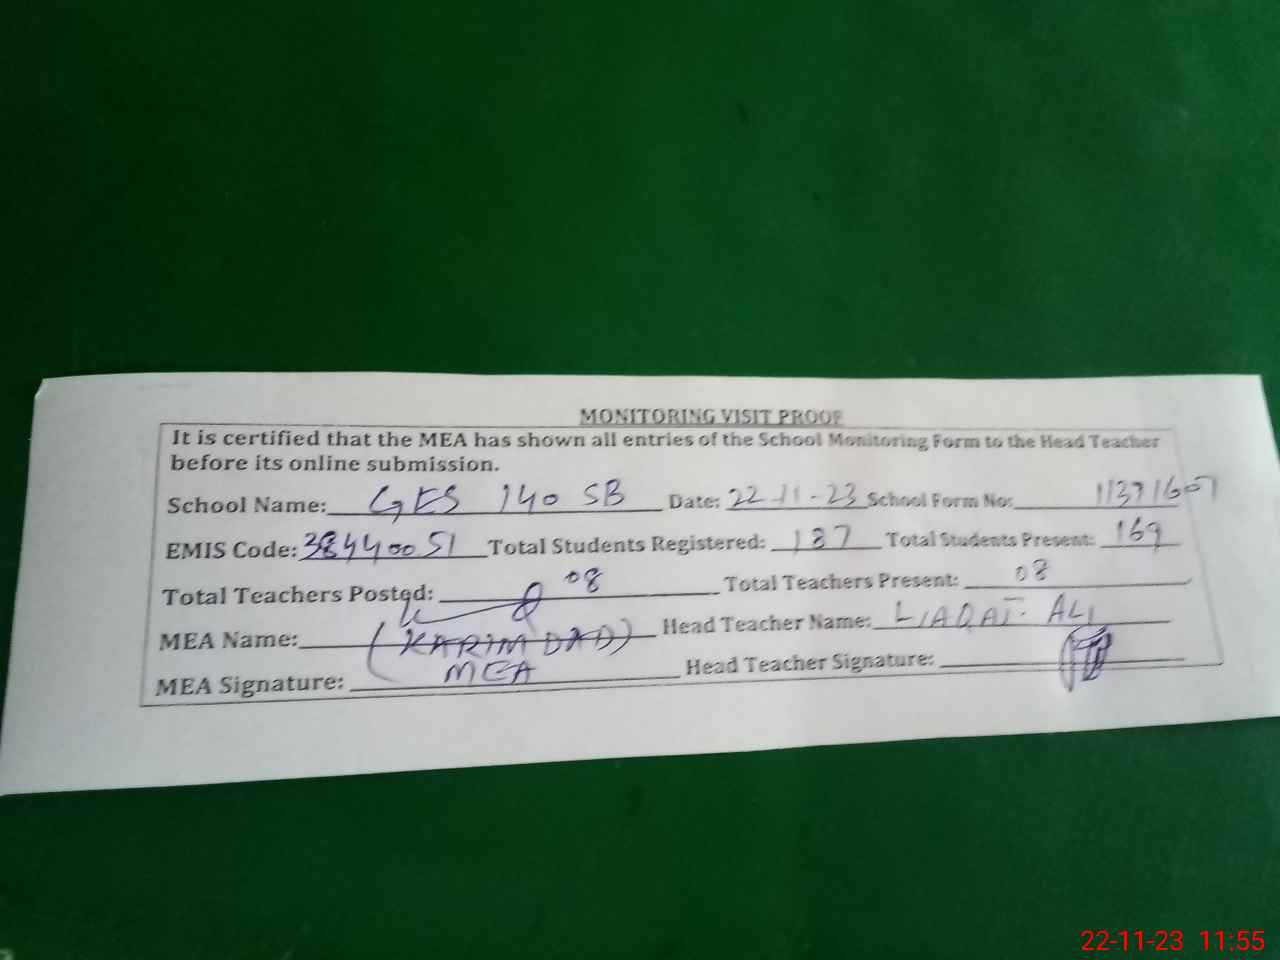 MONITORING VISIT PROOF
It is certified that the MEA has shown all entries of the School Monitoring Form to the Head Teacher
before its online submission.
School Name: GES 140 SB Date: 22-11-23 School Form No: 11371607
EMIS Code: 38440051 Total Students Registered: 187 Total Students Present: 169
Total Teachers Posted: 08 Total Teachers Present: 08
MEA Name: (KARIM DAD) Head Teacher Name: LIAQAT ALI
MEA Signature: MEA Head Teacher Signature:
22-11-23 11:55